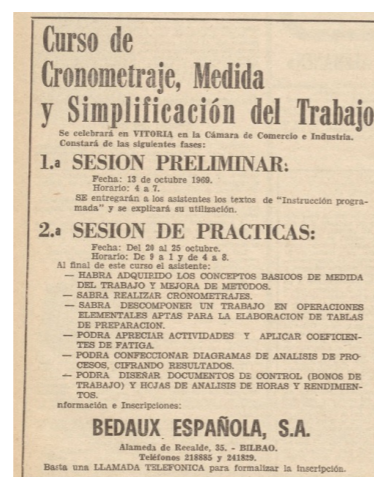 Curso de
Cronometraje, Medida
y Simplificación del Trabajo
Se celebrará en VITORIA en la Cámara de Comercio e Industria.
Constará de las siguientes fases:
1.ª SESION PRELIMINAR:
Fecha: 13 de octubre 1969.
Horario: 4 a 7.
SE entregarán a los asistentes los textos de "Instrucción progra-
mada" y se explicará su utilización.
2.ª SESION DE PRACTICAS:
Fecha: Del 20 al 25 octubre.
Horario: De 9 a 1 y de 4 a 8.
Al final de este curso el asistente:
— HABRA ADQUIRIDO LOS CONCEPTOS BASICOS DE MEDIDA
DEL TRABAJO Y MEJORA DE METODOS.
— SABRA REALIZAR CRONOMETRAJES.
— SABRA DESCOMPONER UN TRABAJO EN OPERACIONES
ELEMENTALES APTAS PARA LA ELABORACION DE TABLAS
DE PREPARACION.
— PODRA APRECIAR ACTIVIDADES Y APLICAR COEFICIEN-
TES DE FATIGA.
— PODRA CONFECCIONAR DIAGRAMAS DE ANALISIS DE PRO-
CESOS, CIFRANDO RESULTADOS.
— PODRA DISEÑAR DOCUMENTOS DE CONTROL (BONOS DE
TRABAJO) Y HOJAS DE ANALISIS DE HORAS Y RENDIMIEN-
TOS.
nformación e Inscripciones:
BEDAUX ESPAÑOLA, S.A.
Alameda de Recalde, 35. - BILBAO.
Teléfonos 218885 y 241829.
Basta una LLAMADA TELEFONICA para formalizar la inscripción.